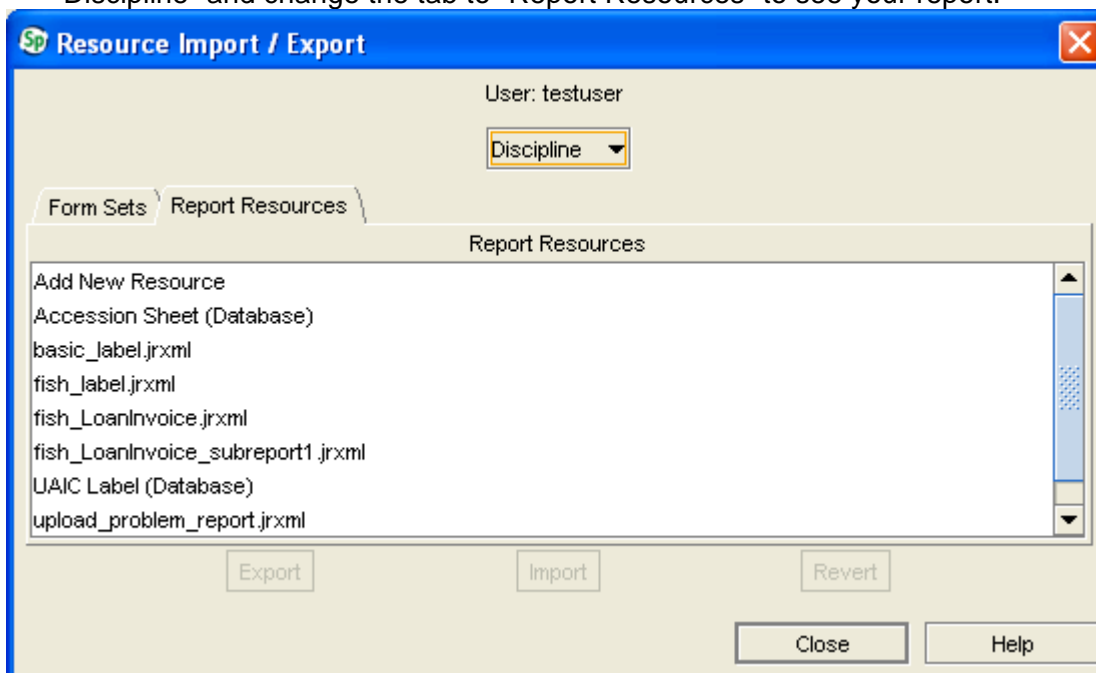 "Discipline" and change the tab to "Report Resources" to see your report.
Sp Resource Import / Export
User: testuser
Discipline
Form Sets Report Resources
Report Resources
Add New Resource
Accession Sheet (Database)
basic_label.jrxml
fish_label.jrxml
fish_LoanInvoice.jrxml
fish_LoanInvoice_subreport1.jrxml
UAIC Label (Database)
upload_problem_report.jrxml
Export Import Revert
Close Help